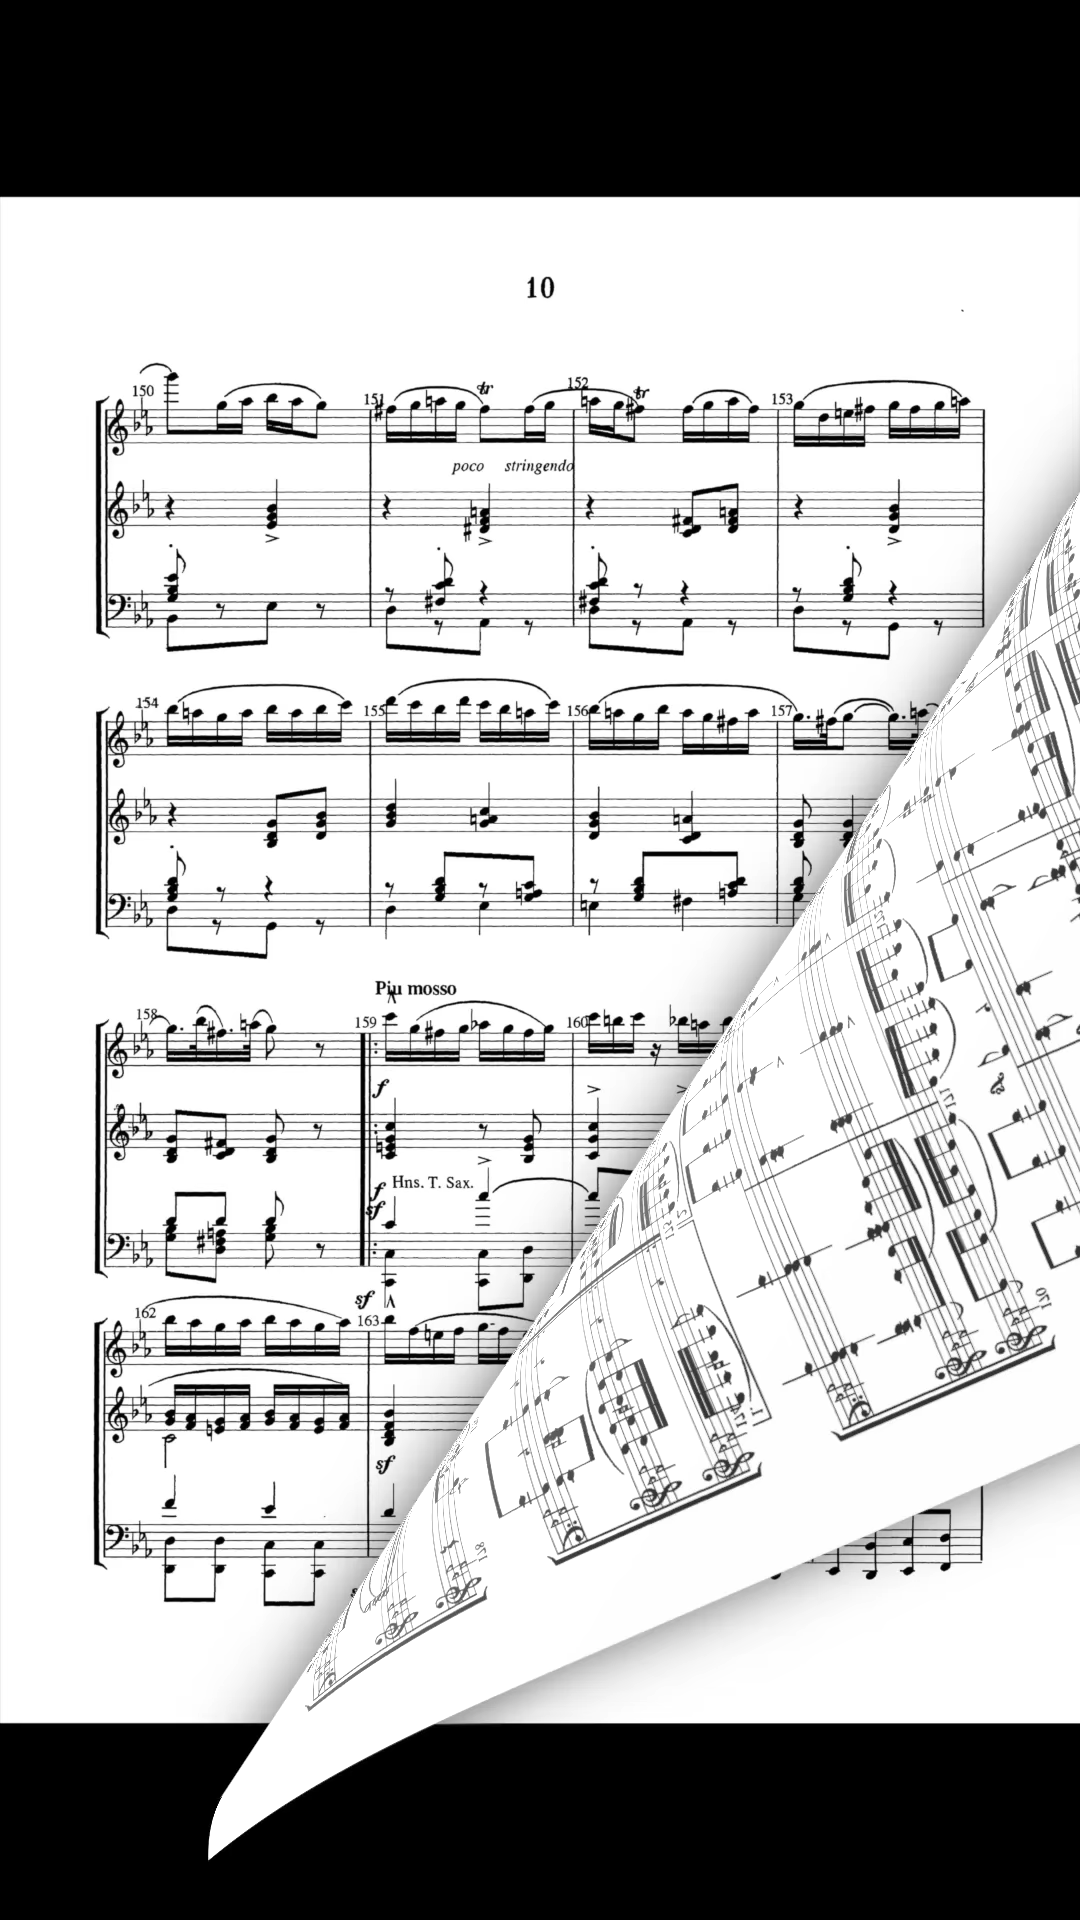 10
150
151
tr
152
tr
153
poco stringendo
154
155
156
157
Piu mosso
158
159
160
f
f
Hns. T. Sax.
sf
sf
162
163
sf